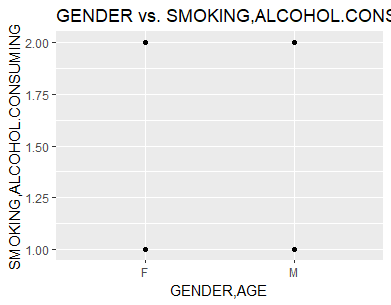 GENDER vs. SMOKING,ALCOHOL.CONS
SMOKING,ALCOHOL.CONSUMING
2.00
1.75
1.50
1.25
1.00
F M
GENDER,AGE